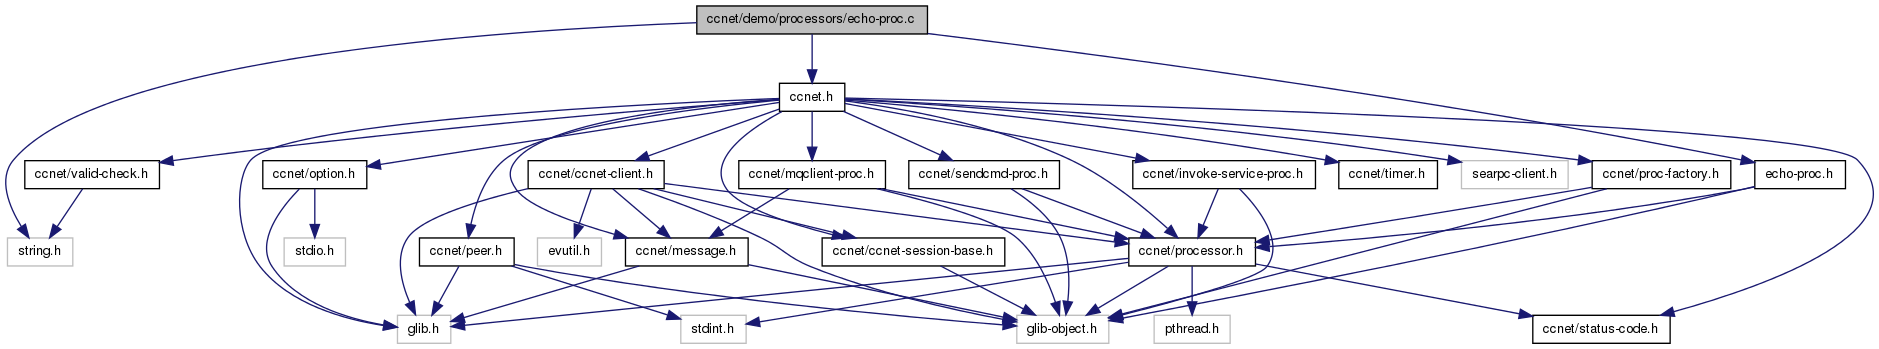 ccnet/demo/processors/echo-proc.c
ccnet.h
ccnet/valid-check.h
ccnet/option.h
ccnet/ccnet-client.h
ccnet/mqclient-proc.h
ccnet/sendcmd-proc.h
ccnet/invoke-service-proc.h
ccnet/timer.h
searpc-client.h
ccnet/proc-factory.h
echo-proc.h
string.h
stdio.h
ccnet/peer.h
evutil.h
ccnet/message.h
ccnet/ccnet-session-base.h
ccnet/processor.h
glib.h
stdint.h
glib-object.h
pthread.h
ccnet/status-code.h